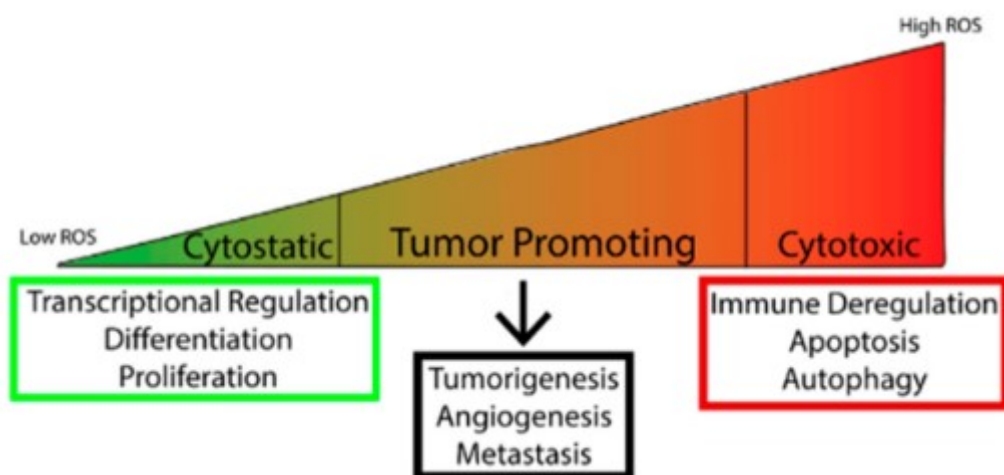 High ROS
Low ROS
Cytostatic
Tumor Promoting
Cytotoxic
Transcriptional Regulation
Differentiation
Proliferation
Tumorigenesis
Angiogenesis
Metastasis
Immune Deregulation
Apoptosis
Autophagy